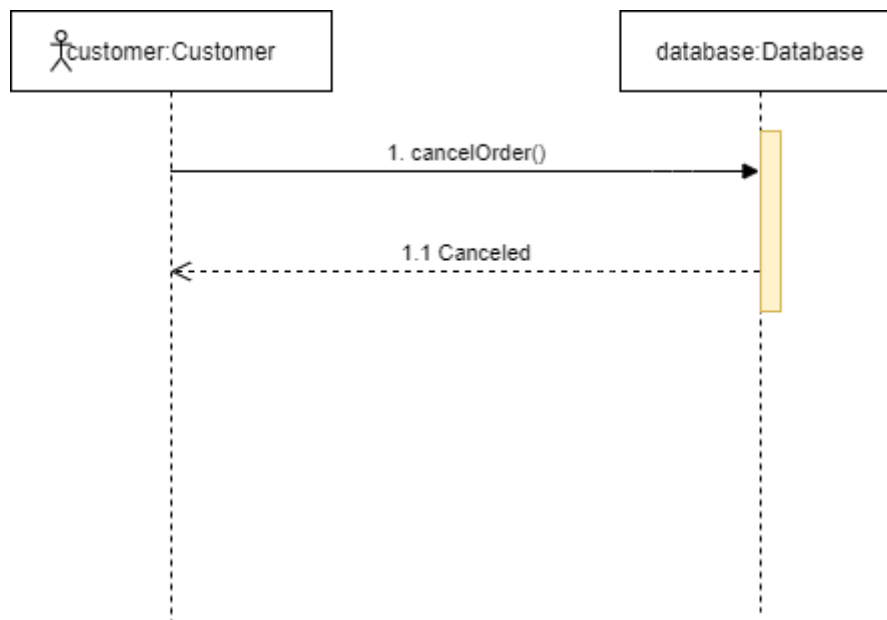 customer:Customer
database:Database
1. cancelOrder()
1.1 Canceled